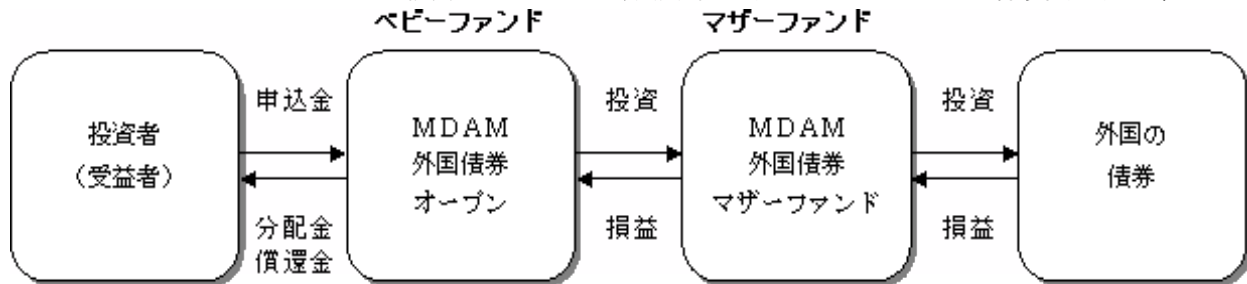 ベビーファンド
マザーファンド
投資者
（受益者）
申込金
分配金
償還金
ＭＤＡＭ
外国債券
オープン
投資
損益
ＭＤＡＭ
外国債券
マザーファンド
投資
損益
外国の
債券